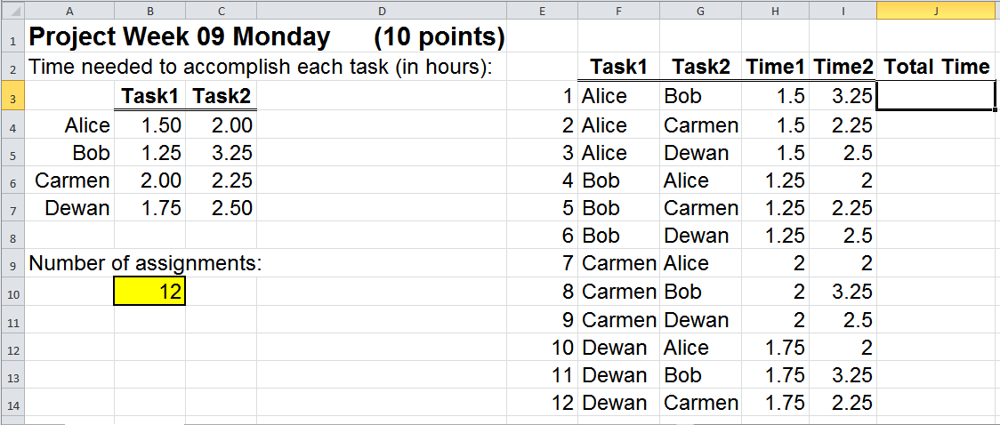 A B C D E F G H I J
1 Project Week 09 Monday (10 points)
2 Time needed to accomplish each task (in hours): Task1 Task2 Time1 Time2 Total Time
3 Task1 Task2 1 Alice Bob 1.5 3.25
4 Alice 1.50 2.00 2 Alice Carmen 1.5 2.25
5 Bob 1.25 3.25 3 Alice Dewan 1.5 2.5
6 Carmen 2.00 2.25 4 Bob Alice 1.25 2
7 Dewan 1.75 2.50 5 Bob Carmen 1.25 2.25
8 6 Bob Dewan 1.25 2.5
9 Number of assignments: 7 Carmen Alice 2 2
10 12 8 Carmen Bob 2 3.25
11 9 Carmen Dewan 2 2.5
12 10 Dewan Alice 1.75 2
13 11 Dewan Bob 1.75 3.25
14 12 Dewan Carmen 1.75 2.25